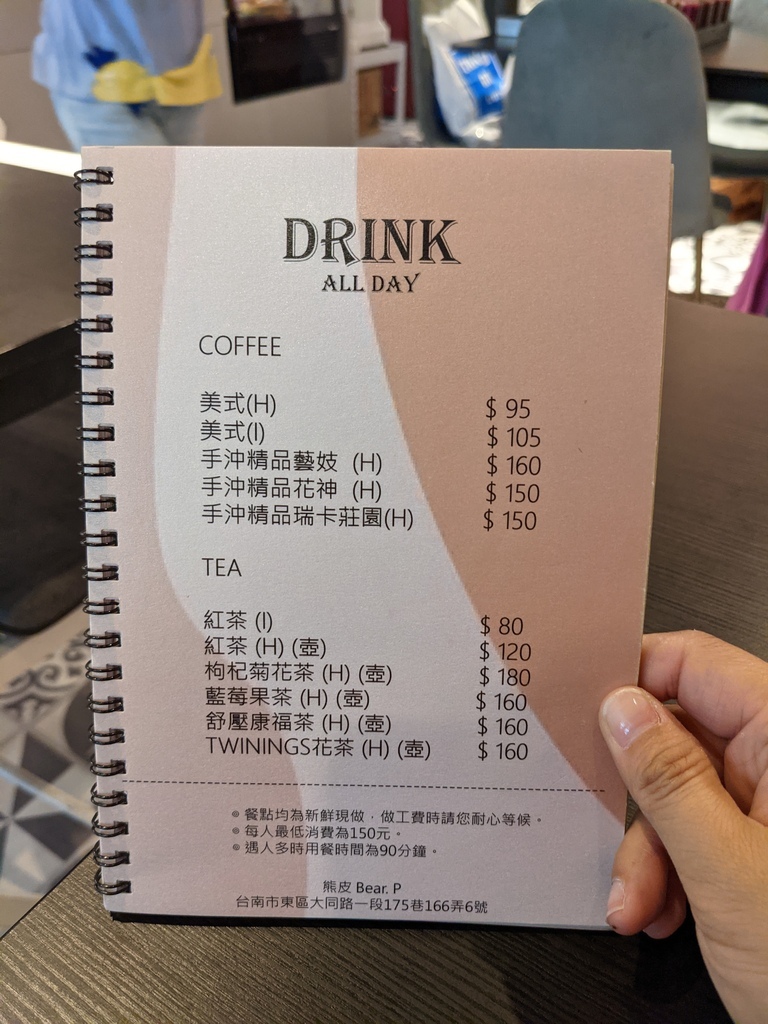 DRINK
ALL DAY
COFFEE
美式(H) $ 95
美式(I) $ 105
手沖精品藝妓 (H) $ 160
手沖精品花神 (H) $ 150
手沖精品瑞卡莊園(H) $ 150
TEA
紅茶 (I) $ 80
紅茶 (H) (壺) $ 120
枸杞菊花茶 (H) (壺) $ 180
藍莓果茶 (H) (壺) $ 160
舒壓康福茶 (H) (壺) $ 160
TWININGS花茶 (H) (壺) $ 160
◎ 餐點均為新鮮現做，做工費時請您耐心等候。
◎ 每人最低消費為150元。
◎ 遇人多時用餐時間為90分鐘。
熊皮 Bear. P
台南市東區大同路一段175巷166弄6號